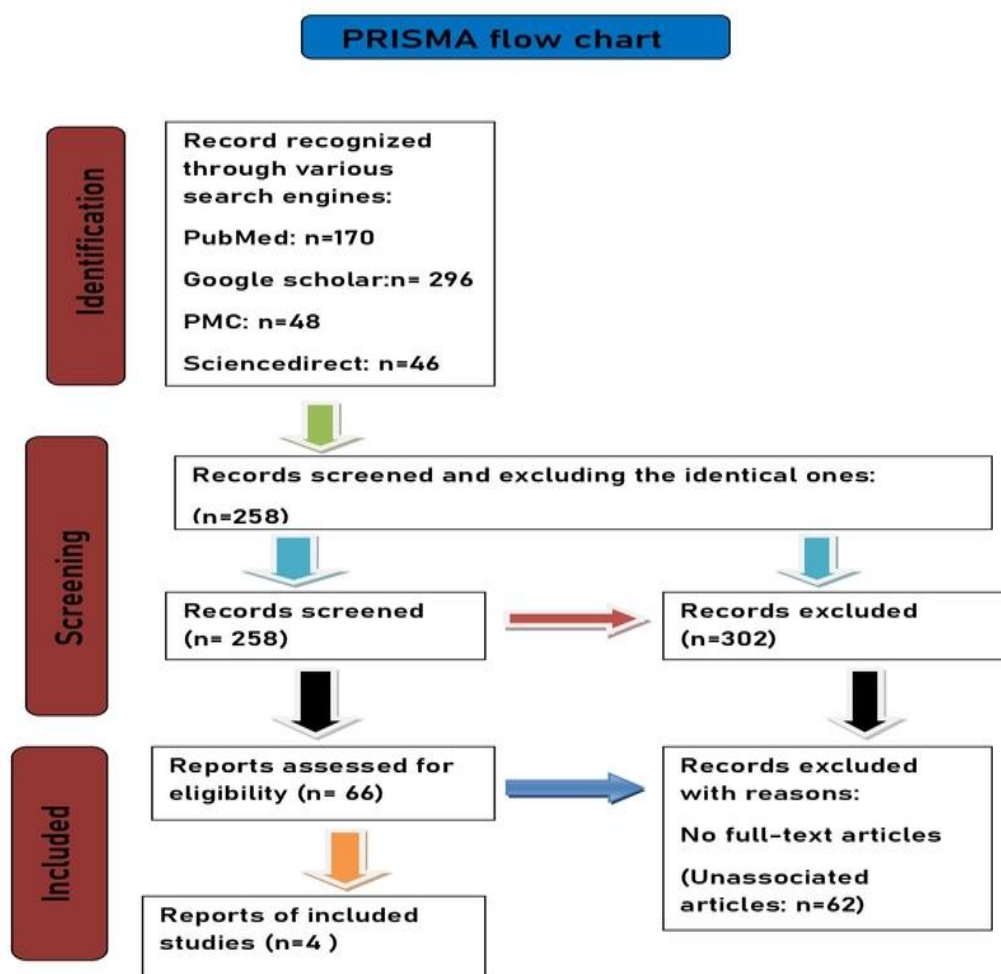 PRISMA flow chart
Identification
Record recognized
through various
search engines:
PubMed: n=170
Google scholar:n= 296
PMC: n=48
Sciencedirect: n=46
Screening
Records screened and excluding the identical ones:
(n=258)
Records screened
(n= 258)
Records excluded
(n=302)
Included
Reports assessed for
eligibility (n= 66)
Records excluded
with reasons:
No full-text articles
(Unassociated
articles: n=62)
Reports of included
studies (n=4 )